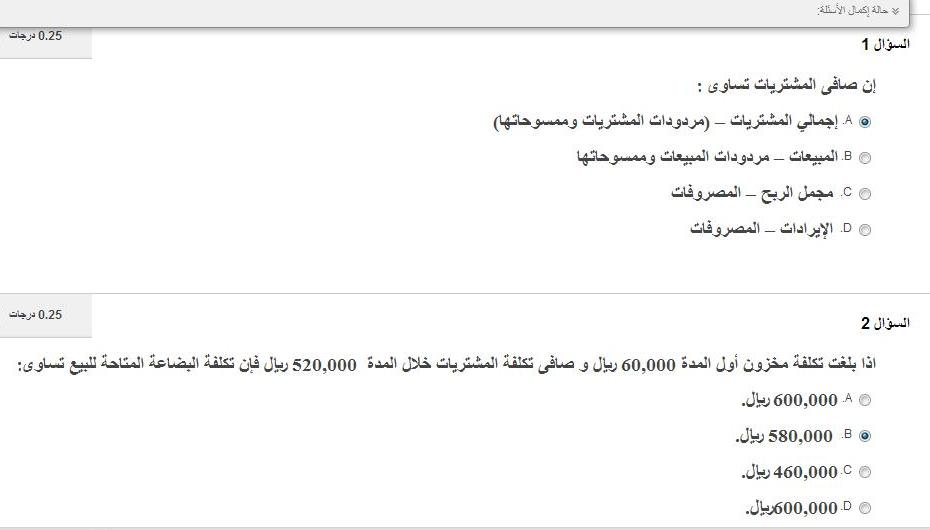 حالة إكمال الأسئلة:
0.25 درجات
السؤال 1
إن صافى المشتريات تساوى :
A. إجمالي المشتريات – (مردودات المشتريات وممسوحاتها)
B. المبيعات – مردودات المبيعات وممسوحاتها
C. مجمل الربح – المصروفات
D. الإيرادات – المصروفات
0.25 درجات
السؤال 2
اذا بلغت تكلفة مخزون أول المدة 60,000 ريال و صافى تكلفة المشتريات خلال المدة 520,000 ريال فإن تكلفة البضاعة المتاحة للبيع تساوى:
A. 600,000 ريال.
B. 580,000 ريال.
C. 460,000 ريال.
D. 600,000ريال.